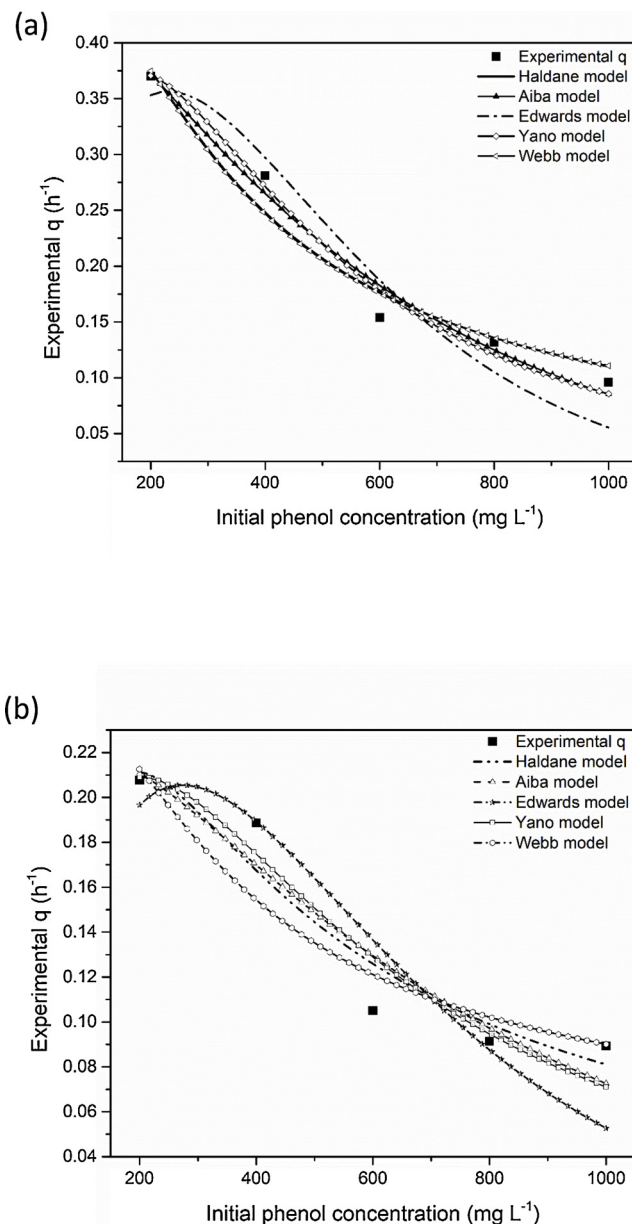 (a)
0.40
0.35
0.30
0.25
0.20
0.15
0.10
0.05
Experimental q (h⁻¹)
Experimental q
Haldane model
Aiba model
Edwards model
Yano model
Webb model
200
400
600
800
1000
Initial phenol concentration (mg L⁻¹)
(b)
0.22
0.20
0.18
0.16
0.14
0.12
0.10
0.08
0.06
0.04
Experimental q (h⁻¹)
Experimental q
Haldane model
Aiba model
Edwards model
Yano model
Webb model
200
400
600
800
1000
Initial phenol concentration (mg L⁻¹)